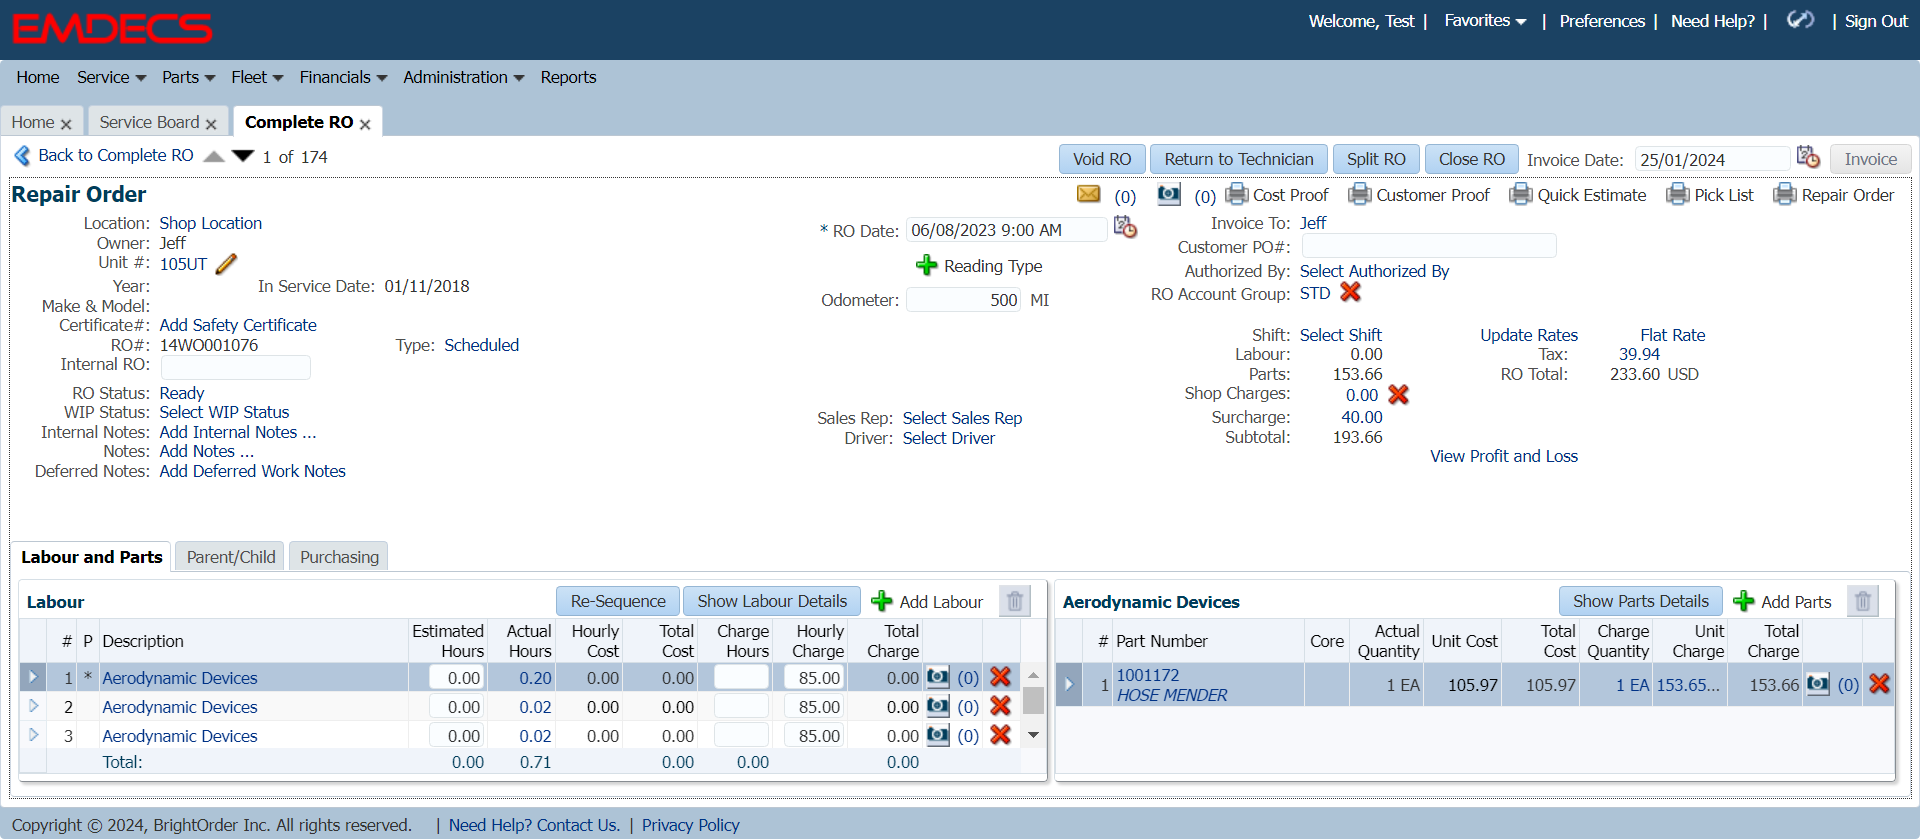 EMDECS
Welcome, Test | Favorites | Preferences | Need Help? | | Sign Out
Home Service Parts Fleet Financials Administration Reports
Home Service Board Complete RO
Back to Complete RO 1 of 174
Void RO Return to Technician Split RO Close RO Invoice Date: 25/01/2024 Invoice
Repair Order
(0) (0) Cost Proof Customer Proof Quick Estimate Pick List Repair Order
Location: Shop Location
Owner: Jeff
Unit #: 105UT
Year: In Service Date: 01/11/2018
Make & Model:
Certificate#: Add Safety Certificate
RO#: 14WO001076 Type: Scheduled
Internal RO:
RO Status: Ready
WIP Status: Select WIP Status
Internal Notes: Add Internal Notes ...
Notes: Add Notes ...
Deferred Notes: Add Deferred Work Notes
* RO Date: 06/08/2023 9:00 AM
Reading Type
Odometer: 500 MI
Sales Rep: Select Sales Rep
Driver: Select Driver
Invoice To: Jeff
Customer PO#:
Authorized By: Select Authorized By
RO Account Group: STD
Shift: Select Shift Update Rates Flat Rate
Labour: 0.00 Tax: 39.94
Parts: 153.66 RO Total: 233.60 USD
Shop Charges: 0.00
Surcharge: 40.00
Subtotal: 193.66
View Profit and Loss
Labour and Parts Parent/Child Purchasing
Labour Re-Sequence Show Labour Details Add Labour
# P Description Estimated Hours Actual Hours Hourly Cost Total Cost Charge Hours Hourly Charge Total Charge
1 * Aerodynamic Devices 0.00 0.20 0.00 0.00 85.00 0.00 (0)
2 Aerodynamic Devices 0.00 0.02 0.00 0.00 85.00 0.00 (0)
3 Aerodynamic Devices 0.00 0.02 0.00 0.00 85.00 0.00 (0)
Total: 0.00 0.71 0.00 0.00 0.00
Aerodynamic Devices Show Parts Details Add Parts
# Part Number Core Actual Quantity Unit Cost Total Cost Charge Quantity Unit Charge Total Charge
1 1001172 HOSE MENDER 1 EA 105.97 105.97 1 EA 153.65... 153.66 (0)
Copyright © 2024, BrightOrder Inc. All rights reserved. | Need Help? Contact Us. | Privacy Policy